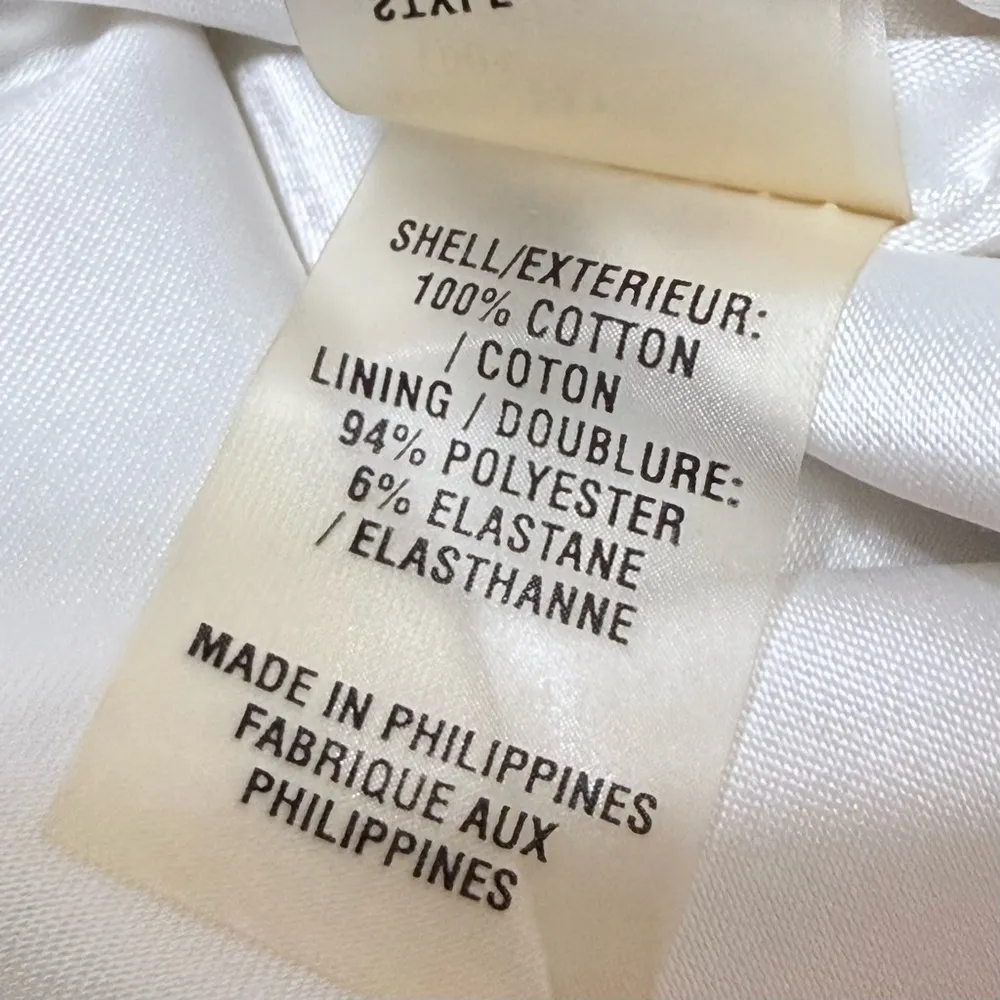 SHELL/EXTERIEUR:
100% COTTON
/ COTON
LINING / DOUBLURE:
94% POLYESTER
6% ELASTANE
/ ELASTHANNE
MADE IN PHILIPPINES
FABRIQUE AUX
PHILIPPINES